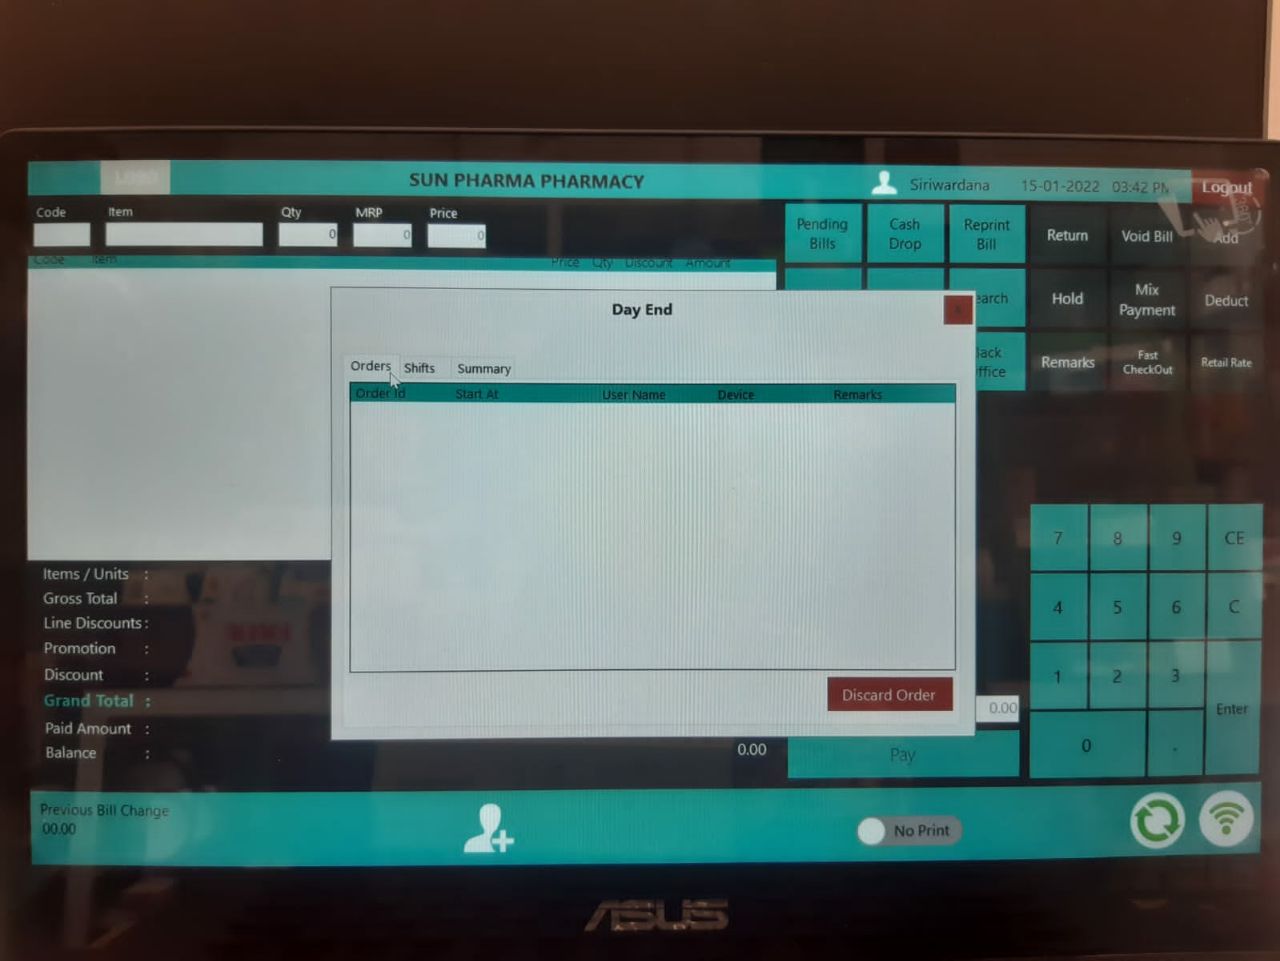 LOGO
SUN PHARMA PHARMACY
Siriwardana
15-01-2022 03:42 PM
Logout
Code Item Qty MRP Price
0 0 0
Pending Bills
Cash Drop
Reprint Bill
Return
Void Bill
Add
Code Item Price Qty Discount Amount
Hold
Mix Payment
Deduct
Remarks
Fast CheckOut
Retail Rate
Day End
x
Orders Shifts Summary
Order Id Start At User Name Device Remarks
Discard Order
7 8 9 CE
4 5 6 C
1 2 3 Enter
0 .
Items / Units :
Gross Total :
Line Discounts :
Promotion :
Discount :
Grand Total :
Paid Amount :
Balance :
0.00
0.00
Pay
Previous Bill Change
00.00
No Print
ASUS